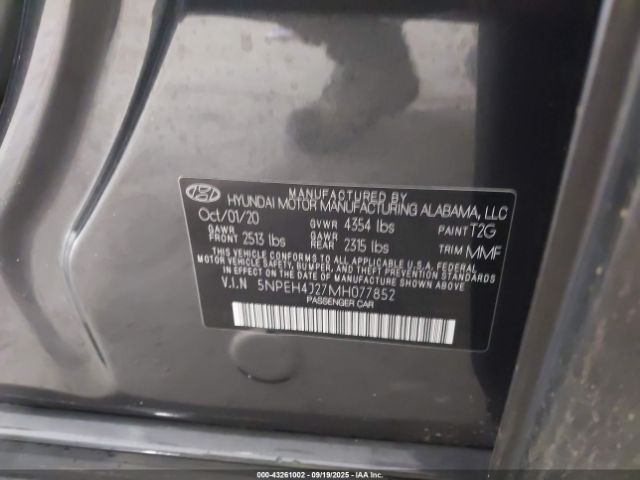 MANUFACTURED BY
HYUNDAI MOTOR MANUFACTURING ALABAMA, LLC
Oct/01/20 GVWR 4354 lbs PAINT T2G
GAWR FRONT 2513 lbs GAWR REAR 2315 lbs TRIM MMF
THIS VEHICLE CONFORMS TO ALL APPLICABLE FEDERAL
MOTOR VEHICLE SAFETY, BUMPER, AND THEFT PREVENTION STANDARDS
IN EFFECT ON THE DATE OF MANUFACTURE SHOWN ABOVE.
V.I.N 5NPEH4J27MH077852
PASSENGER CAR
000-43261002 - 09/19/2025 - IAAI.COM